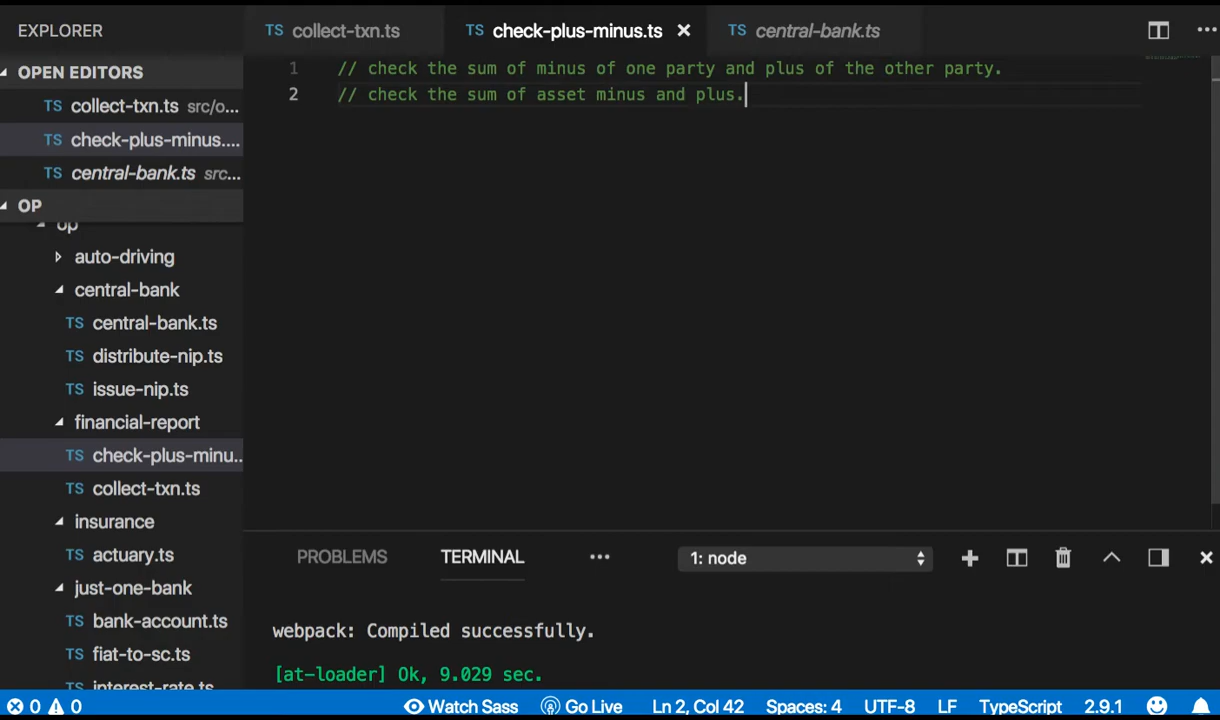 EXPLORER
OPEN EDITORS
TS collect-txn.ts src/o...
TS check-plus-minus....
TS central-bank.ts src...
OP
op
auto-driving
central-bank
TS central-bank.ts
TS distribute-nip.ts
TS issue-nip.ts
financial-report
TS check-plus-minu..
TS collect-txn.ts
insurance
TS actuary.ts
just-one-bank
TS bank-account.ts
TS fiat-to-sc.ts
TS interest-rate.ts
TS collect-txn.ts TS check-plus-minus.ts TS central-bank.ts
1 // check the sum of minus of one party and plus of the other party.
2 // check the sum of asset minus and plus.
PROBLEMS TERMINAL 1: node
webpack: Compiled successfully.
[at-loader] Ok, 9.029 sec.
0 0 Watch Sass Go Live Ln 2, Col 42 Spaces: 4 UTF-8 LF TypeScript 2.9.1